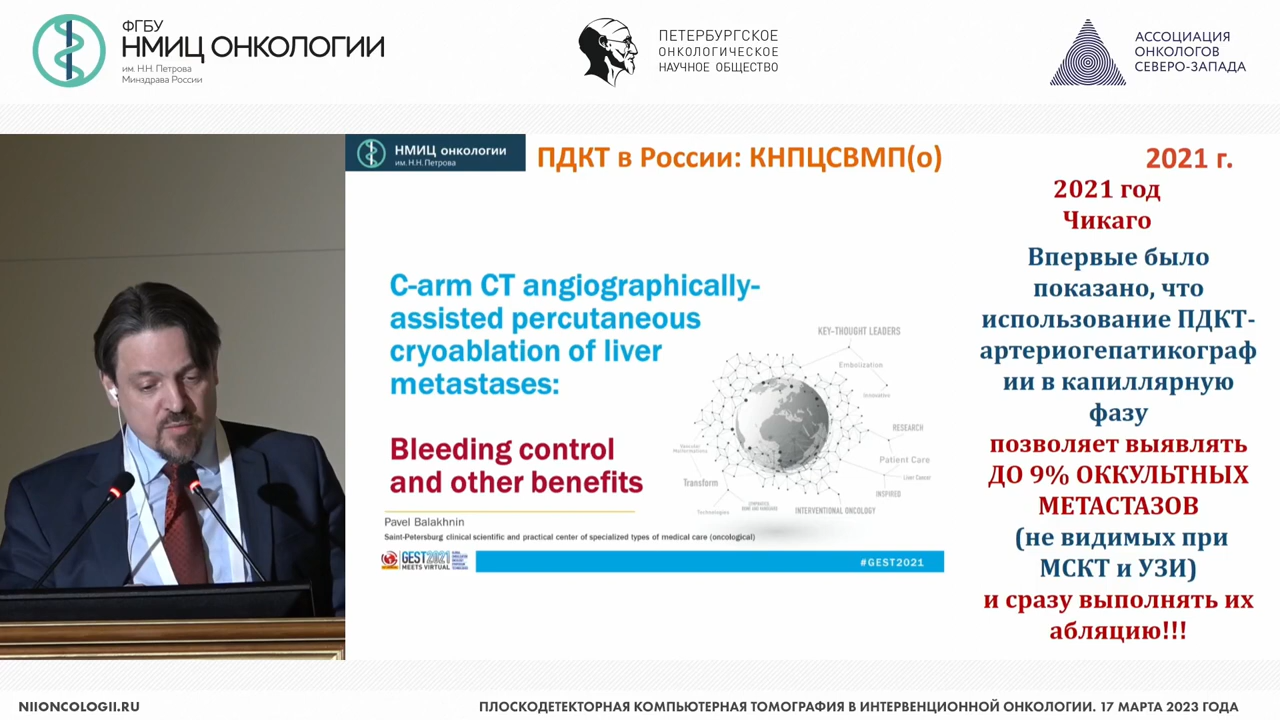 ФГБУ
НМИЦ ОНКОЛОГИИ
им. Н.Н. Петрова
Минздрава России
ПЕТЕРБУРГСКОЕ
ОНКОЛОГИЧЕСКОЕ
НАУЧНОЕ ОБЩЕСТВО
АССОЦИАЦИЯ
ОНКОЛОГОВ
СЕВЕРО-ЗАПАДА
НМИЦ онкологии
им. Н.Н.Петрова
ПДКТ в России: КНПЦСВМП(о)
2021 г.
C-arm CT angiographically-
assisted percutaneous
cryoablation of liver
metastases:
Bleeding control
and other benefits
KEY-THOUGHT LEADERS
Embolization
RESEARCH
Patient Care
Liver Cancer
INSPIRED
Transform
Technologies
INTERVENTIONAL ONCOLOGY
Pavel Balakhnin
Saint-Petersburg clinical scientific and practical center of specialized types of medical care (oncological)
GEST2021
MEETS VIRTUAL
#GEST2021
2021 год
Чикаго
Впервые было
показано, что
использование ПДКТ-
артериогепатикограф
ии в капиллярную
фазу
позволяет выявлять
ДО 9% ОККУЛЬТНЫХ
МЕТАСТАЗОВ
(не видимых при
МСКТ и УЗИ)
и сразу выполнять их
абляцию!!!
NIIONCOLOGII.RU
ПЛОСКОДЕТЕКТОРНАЯ КОМПЬЮТЕРНАЯ ТОМОГРАФИЯ В ИНТЕРВЕНЦИОННОЙ ОНКОЛОГИИ. 17 МАРТА 2023 ГОДА